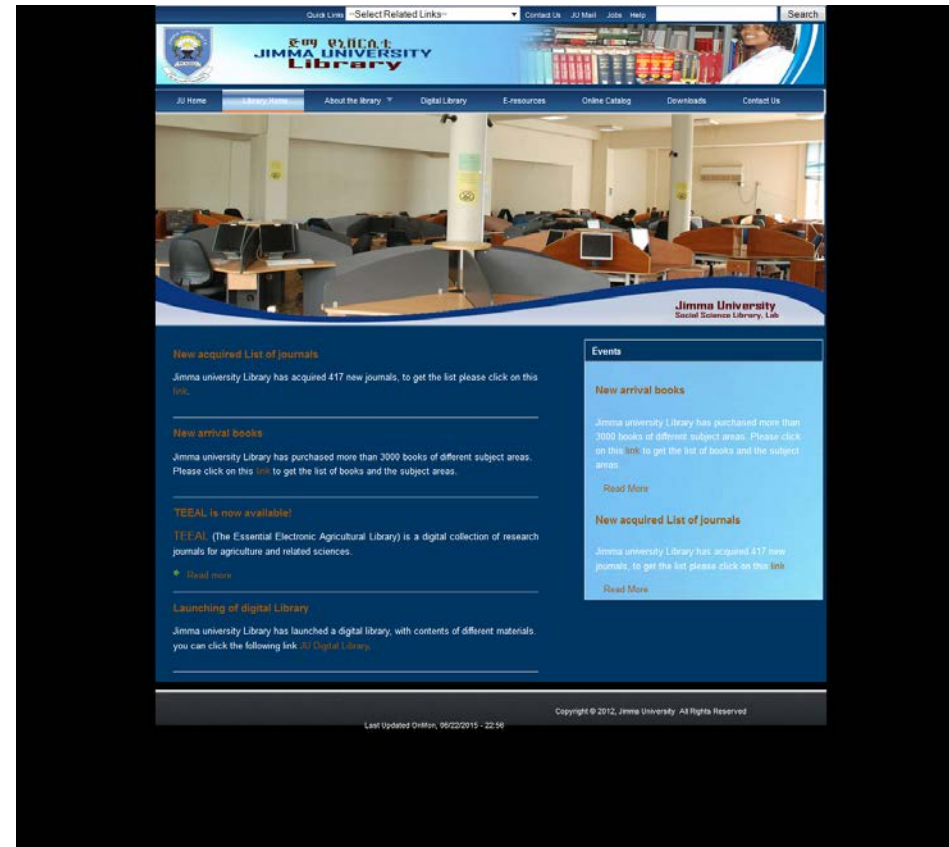 Quick Links --Select Related Links-- Contact Us JU Mail Jobs Help Search
ጅማ ዩኒቨርሲቲ
JIMMA UNIVERSITY
Library
JU Home Library Home About the library Digital Library E-resources Online Catalog Downloads Contact Us
Jimma University
Social Science Library, Lab
New acquired List of journals
Jimma university Library has acquired 417 new journals, to get the list please click on this
link.
New arrival books
Jimma university Library has purchased more than 3000 books of different subject areas.
Please click on this link to get the list of books and the subject areas.
TEEAL is now available!
TEEAL (The Essential Electronic Agricultural Library) is a digital collection of research
journals for agriculture and related sciences.
Read more
Launching of digital Library
Jimma university Library has launched a digital library, with contents of different materials.
you can click the following link JU Digital Library.
Events
New arrival books
Jimma university Library has purchased more than
3000 books of different subject areas. Please click
on this link to get the list of books and the subject
areas.
Read More
New acquired List of journals
Jimma university Library has acquired 417 new
journals, to get the list please click on this link
Read More
Copyright © 2012, Jimma University All Rights Reserved
Last Updated OnMon, 06/22/2015 - 22:56